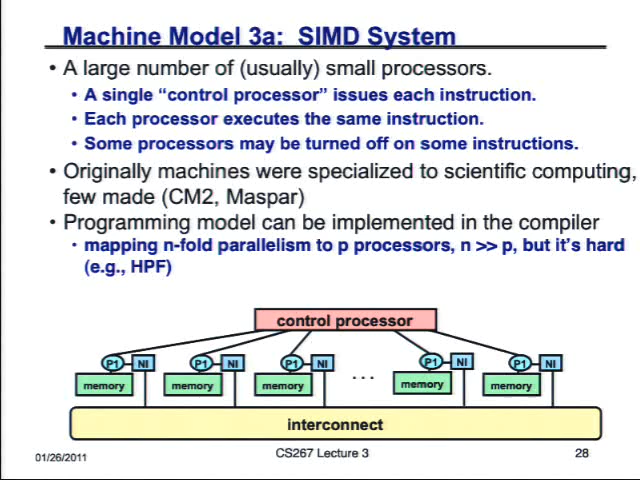 Machine Model 3a: SIMD System
• A large number of (usually) small processors.
• A single “control processor” issues each instruction.
• Each processor executes the same instruction.
• Some processors may be turned off on some instructions.
• Originally machines were specialized to scientific computing,
few made (CM2, Maspar)
• Programming model can be implemented in the compiler
• mapping n-fold parallelism to p processors, n >> p, but it’s hard
(e.g., HPF)
control processor
P1 NI P1 NI P1 NI P1 NI P1 NI
memory memory memory . . . memory memory
interconnect
01/26/2011 CS267 Lecture 3 28